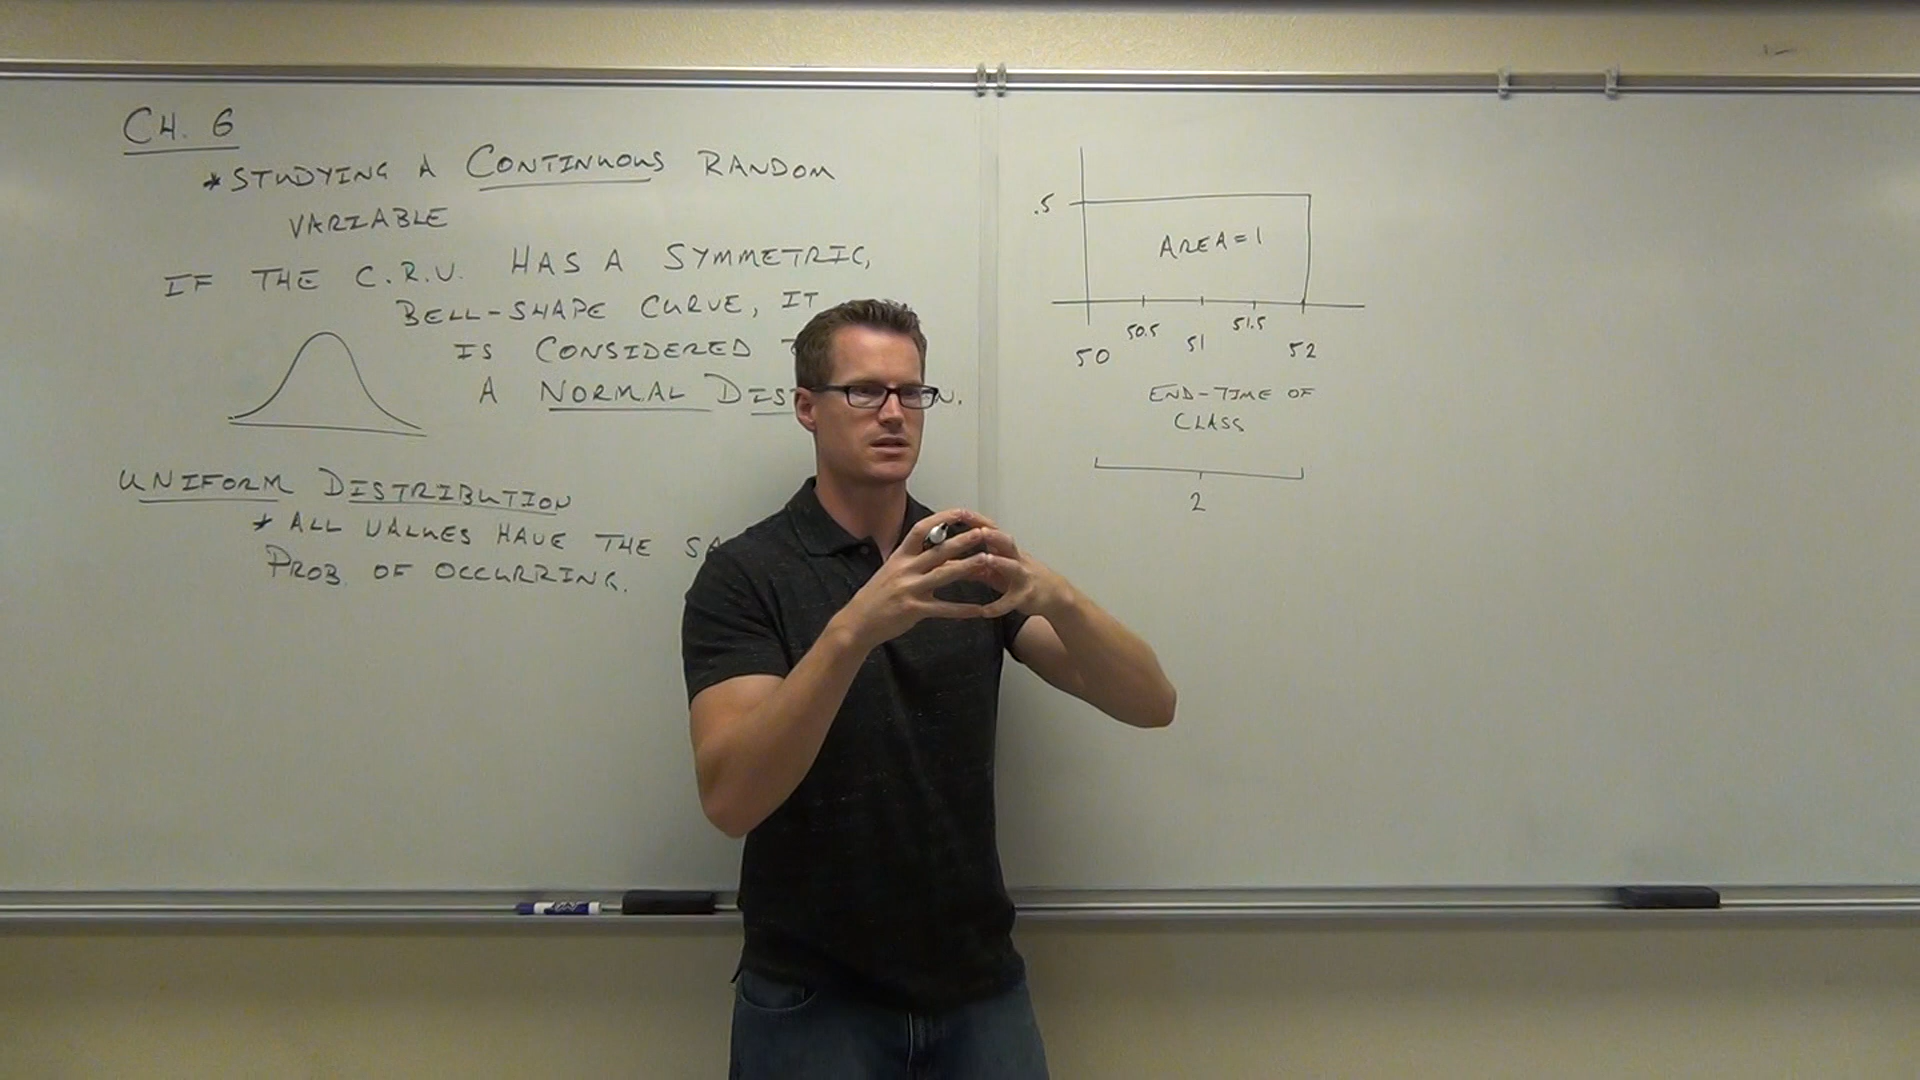 CH. 6
* STUDYING A CONTINUOUS RANDOM
VARIABLE
IF THE C.R.V. HAS A SYMMETRIC,
BELL-SHAPE CURVE, IT
IS CONSIDERED
A NORMAL
UNIFORM DISTRIBUTION
* ALL VALUES HAVE THE
PROB. OF OCCURRING.
.5
AREA=1
50 50.5 51 51.5 52
END-TIME OF
CLASS
2